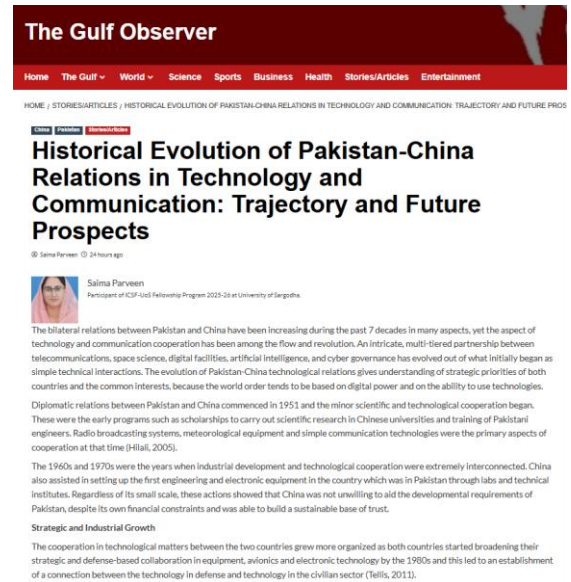 The Gulf Observer
Home The Gulf World Science Sports Business Health Stories/Articles Entertainment
HOME / STORIES/ARTICLES / HISTORICAL EVOLUTION OF PAKISTAN-CHINA RELATIONS IN TECHNOLOGY AND COMMUNICATION: TRAJECTORY AND FUTURE PROS
China Pakistan Stories/Articles
Historical Evolution of Pakistan-China
Relations in Technology and
Communication: Trajectory and Future
Prospects
Saima Parveen 24 hours ago
Saima Parveen
Participant of ICSF-UoS Fellowship Program 2025-26 at University of Sargodha.
The bilateral relations between Pakistan and China have been increasing during the past 7 decades in many aspects, yet the aspect of
technology and communication cooperation has been among the flow and revolution. An intricate, multi-tiered partnership between
telecommunications, space science, digital facilities, artificial intelligence, and cyber governance has evolved out of what initially began as
simple technical interactions. The evolution of Pakistan-China technological relations gives understanding of strategic priorities of both
countries and the common interests, because the world order tends to be based on digital power and on the ability to use technologies.
Diplomatic relations between Pakistan and China commenced in 1951 and the minor scientific and technological cooperation began.
These were the early programs such as scholarships to carry out scientific research in Chinese universities and training of Pakistani
engineers. Radio broadcasting systems, meteorological equipment and simple communication technologies were the primary aspects of
cooperation at that time (Hilali, 2005).
The 1960s and 1970s were the years when industrial development and technological cooperation were extremely interconnected. China
also assisted in setting up the first engineering and electronic equipment in the country which was in Pakistan through labs and technical
institutes. Regardless of its small scale, these actions showed that China was not unwilling to aid the developmental requirements of
Pakistan, despite its own financial constraints and was able to build a sustainable base of trust.
Strategic and Industrial Growth
The cooperation in technological matters between the two countries grew more organized as both countries started broadening their
strategic and defense-based collaboration in equipment, avionics and electronic technology by the 1980s and this led to an establishment
of a connection between the technology in defense and technology in the civilian sector (Tellis, 2011).